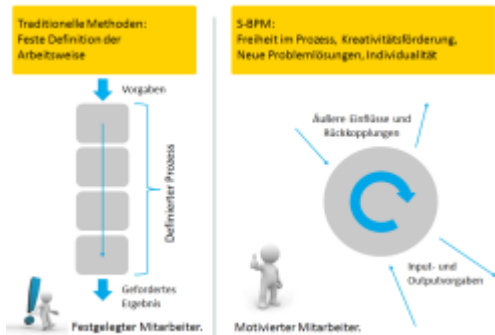 Traditionelle Methoden:
Feste Definition der
Arbeitsweise
Vorgaben
Definierter Prozess
Gefordertes
Ergebnis
Festgelegter Mitarbeiter.
S-BPM:
Freiheit im Prozess, Kreativitätsförderung,
Neue Problemlösungen, Individualität
Äußere Einflüsse und
Rückkopplungen
Input- und
Outputvorgaben
Motivierter Mitarbeiter.